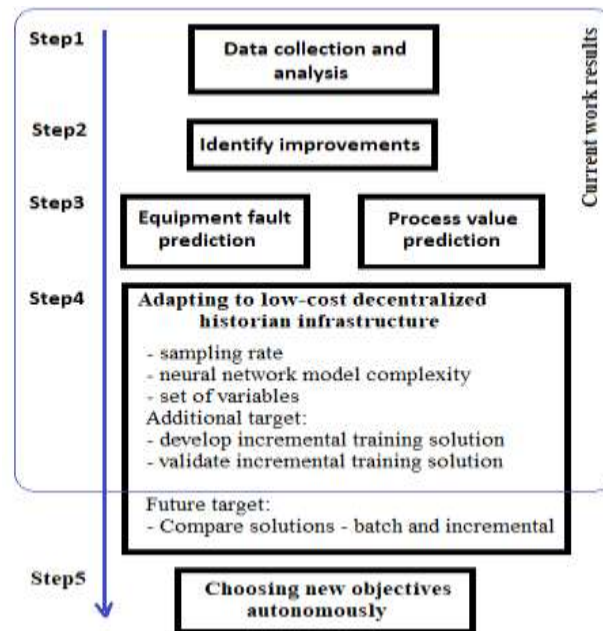 Step1
Data collection and
analysis
Current work results
Step2
Identify improvements
Step3
Equipment fault
prediction
Process value
prediction
Step4
Adapting to low-cost decentralized
historian infrastructure
- sampling rate
- neural network model complexity
- set of variables
Additional target:
- develop incremental training solution
- validate incremental training solution
Future target:
- Compare solutions - batch and incremental
Step5
Choosing new objectives
autonomously